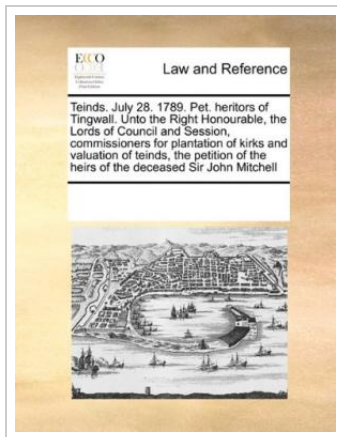 ECCO
Law and Reference
Teinds. July 28. 1789. Pet. heritors of
Tingwall. Unto the Right Honourable, the
Lords of Council and Session,
commissioners for plantation of kirks and
valuation of teinds, the petition of the
heirs of the deceased Sir John Mitchell